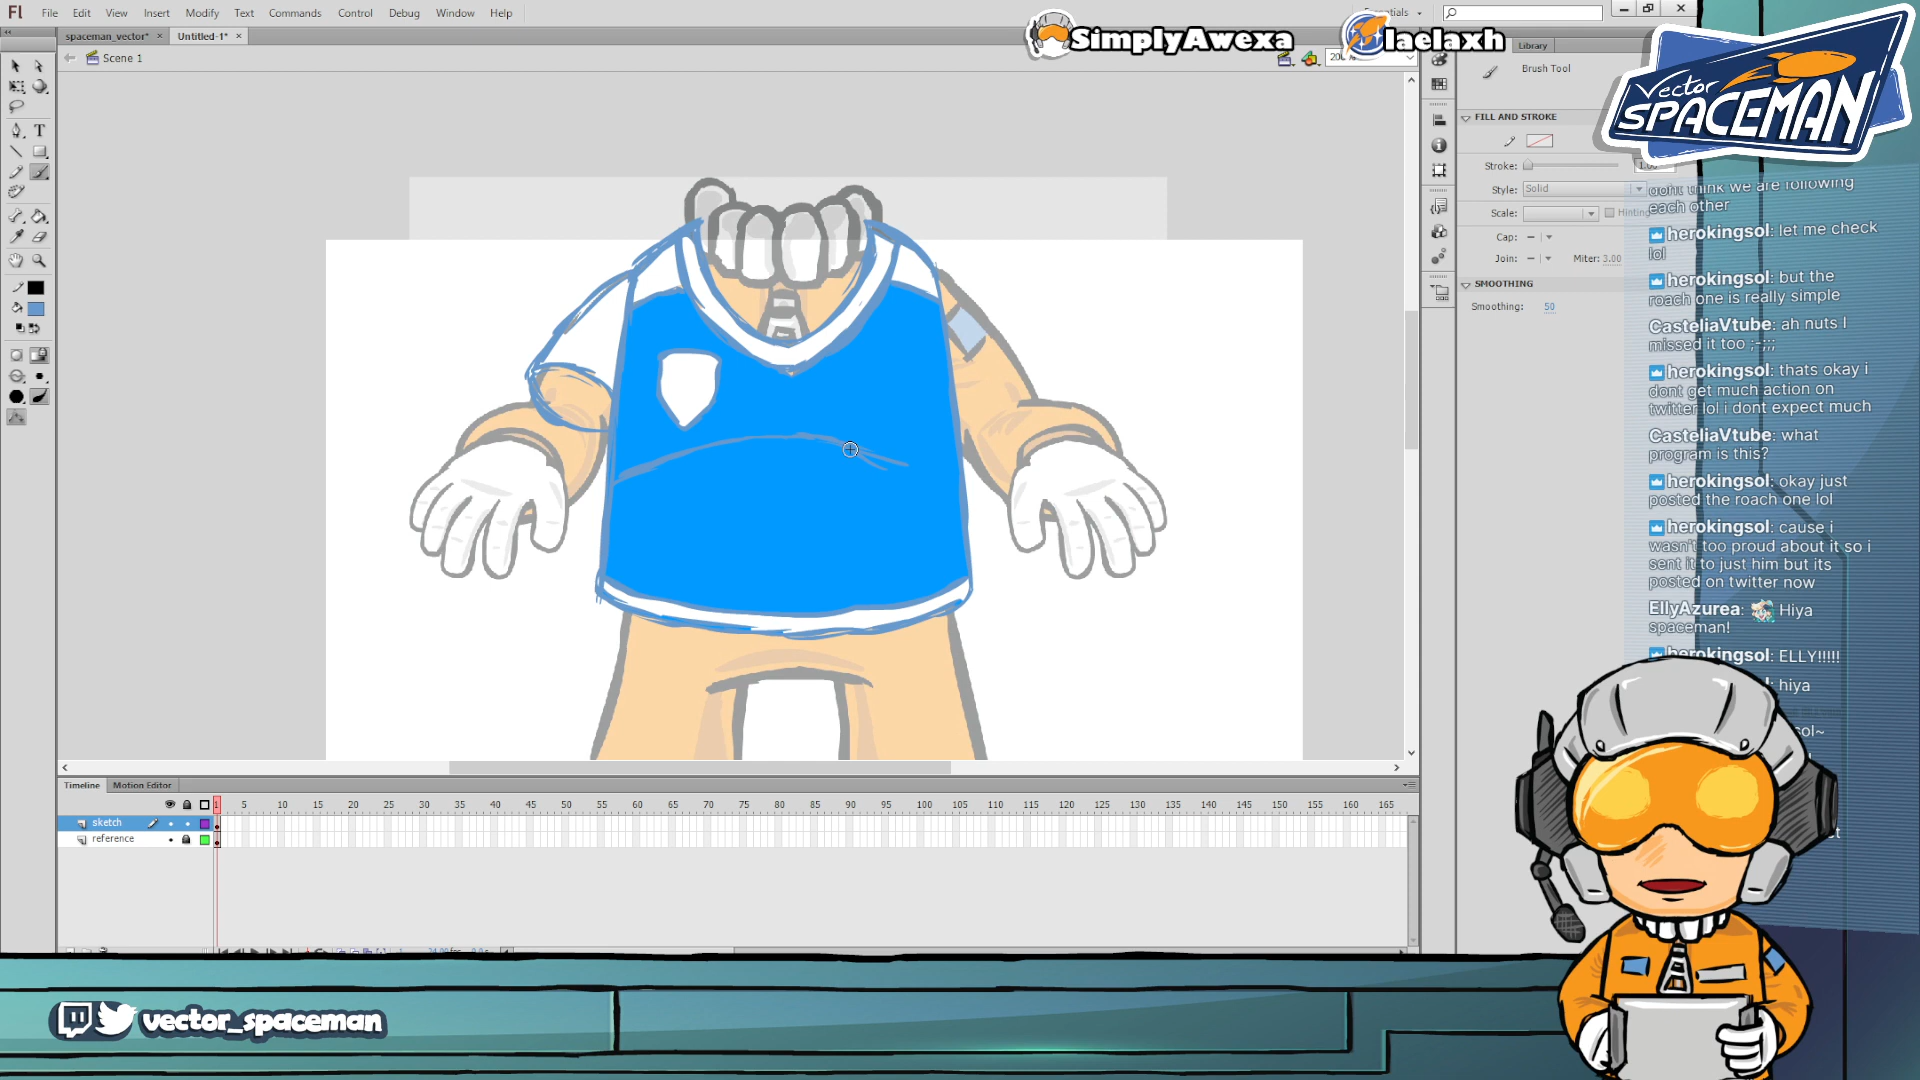 Fl File Edit View Insert Modify Text Commands Control Debug Window Help
SimplyAwexa
laelaxh
spaceman_vector* × Untitled-1* ×
Scene 1
Library
Brush Tool
Vector
SPACEMAN
FILL AND STROKE
Stroke:
Style: Solid
Scale: Hinting
Cap:
Join: Miter: 3.00
SMOOTHING
Smoothing: 50
dont think we are following
each other
herokingsol: let me check
lol
herokingsol: but the
roach one is really simple
CasteliaVtube: ah nuts I
missed it too ;-;;;
herokingsol: thats okay i
dont get much action on
twitter lol i dont expect much
CasteliaVtube: what
program is this?
herokingsol: okay just
posted the roach one lol
herokingsol: cause i
wasn't too proud about it so i
sent it to just him but its
posted on twitter now
EllyAzurea: Hiya
spaceman!
herokingsol: ELLY!!!!!
hiya
sol~
Timeline Motion Editor
1 5 10 15 20 25 30 35 40 45 50 55 60 65 70 75 80 85 90 95 100 105 110 115 120 125 130 135 140 145 150 155 160 165
sketch
reference
vector_spaceman